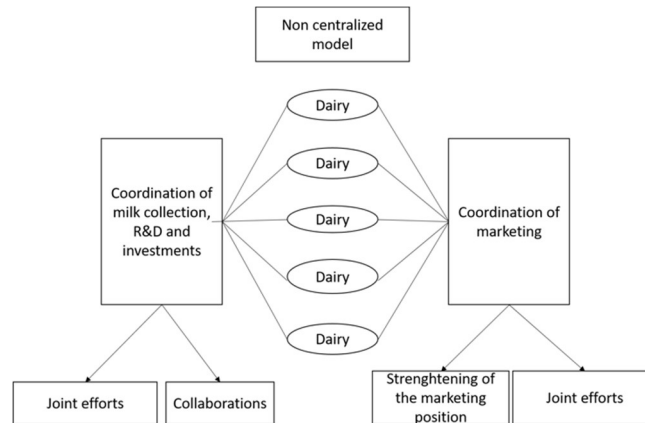 Non centralized
model
Dairy
Dairy
Dairy
Dairy
Dairy
Coordination of
milk collection,
R&D and
investments
Coordination of
marketing
Joint efforts
Collaborations
Strenghtening of
the marketing
position
Joint efforts